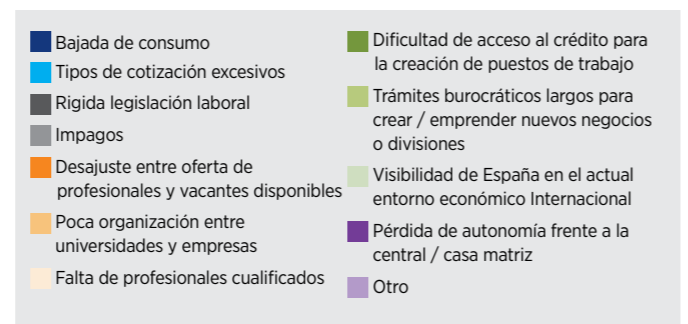 Bajada de consumo
Tipos de cotización excesivos
Rigida legislación laboral
Impagos
Desajuste entre oferta de
profesionales y vacantes disponibles
Poca organización entre
universidades y empresas
Falta de profesionales cualificados
Dificultad de acceso al crédito para
la creación de puestos de trabajo
Trámites burocráticos largos para
crear / emprender nuevos negocios
o divisiones
Visibilidad de España en el actual
entorno económico Internacional
Pérdida de autonomía frente a la
central / casa matriz
Otro